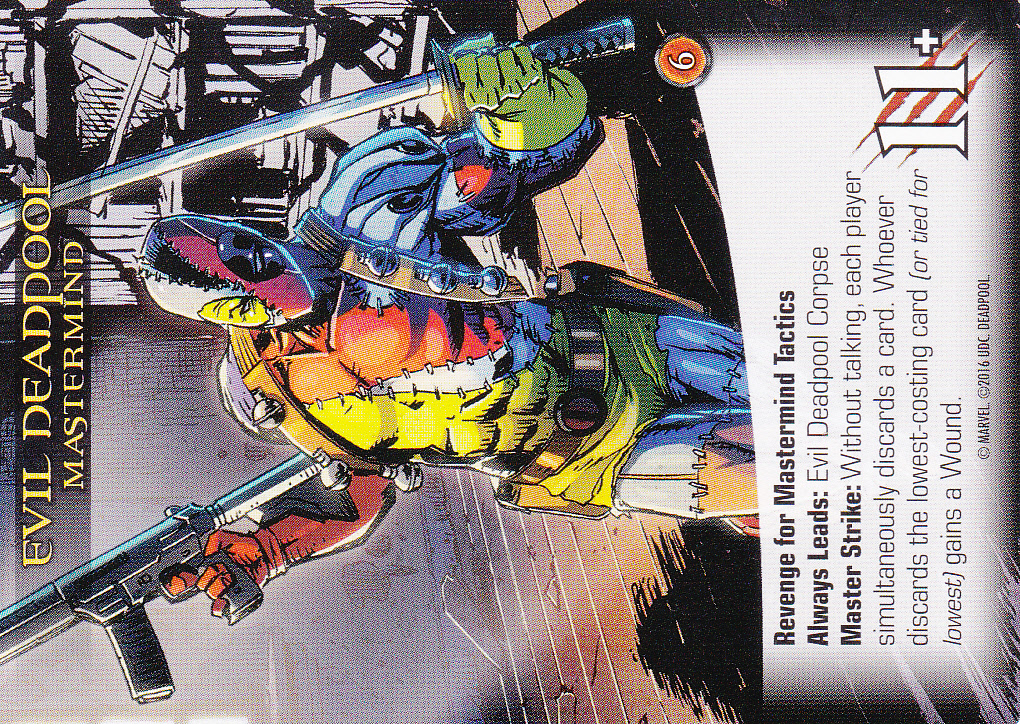 EVIL DEADPOOL
MASTERMIND
6
Revenge for Mastermind Tactics
Always Leads: Evil Deadpool Corpse
Master Strike: Without talking, each player
simultaneously discards a card. Whoever
discards the lowest-costing card (or tied for
lowest) gains a Wound.
11+
© MARVEL. ©2016 UDC. DEADPOOL.